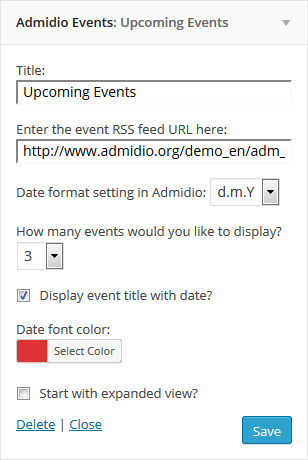 Admidio Events: Upcoming Events
Title:
Upcoming Events
Enter the event RSS feed URL here:
http://www.admidio.org/demo_en/adm_
Date format setting in Admidio: d.m.Y
How many events would you like to display?
3
Display event title with date?
Date font color:
Select Color
Start with expanded view?
Delete | Close Save